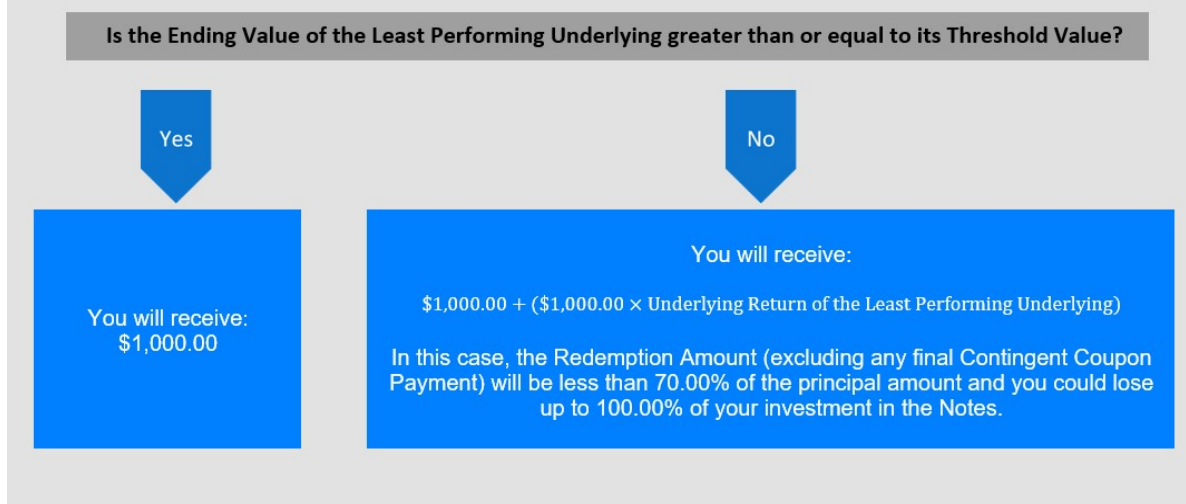 Is the Ending Value of the Least Performing Underlying greater than or equal to its Threshold Value?
Yes
No
You will receive:
$1,000.00
You will receive:
$1,000.00 + ($1,000.00 × Underlying Return of the Least Performing Underlying)
In this case, the Redemption Amount (excluding any final Contingent Coupon
Payment) will be less than 70.00% of the principal amount and you could lose
up to 100.00% of your investment in the Notes.